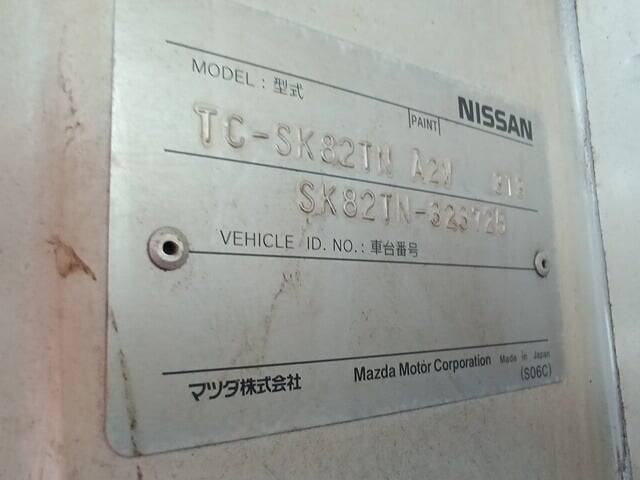 MODEL : 型式
PAINT
NISSAN
TC-SK82TN A2W
SK82TN-323726
VEHICLE ID. NO. : 車台番号
マツダ株式会社
Mazda Motor Corporation Made in Japan
(S06C)